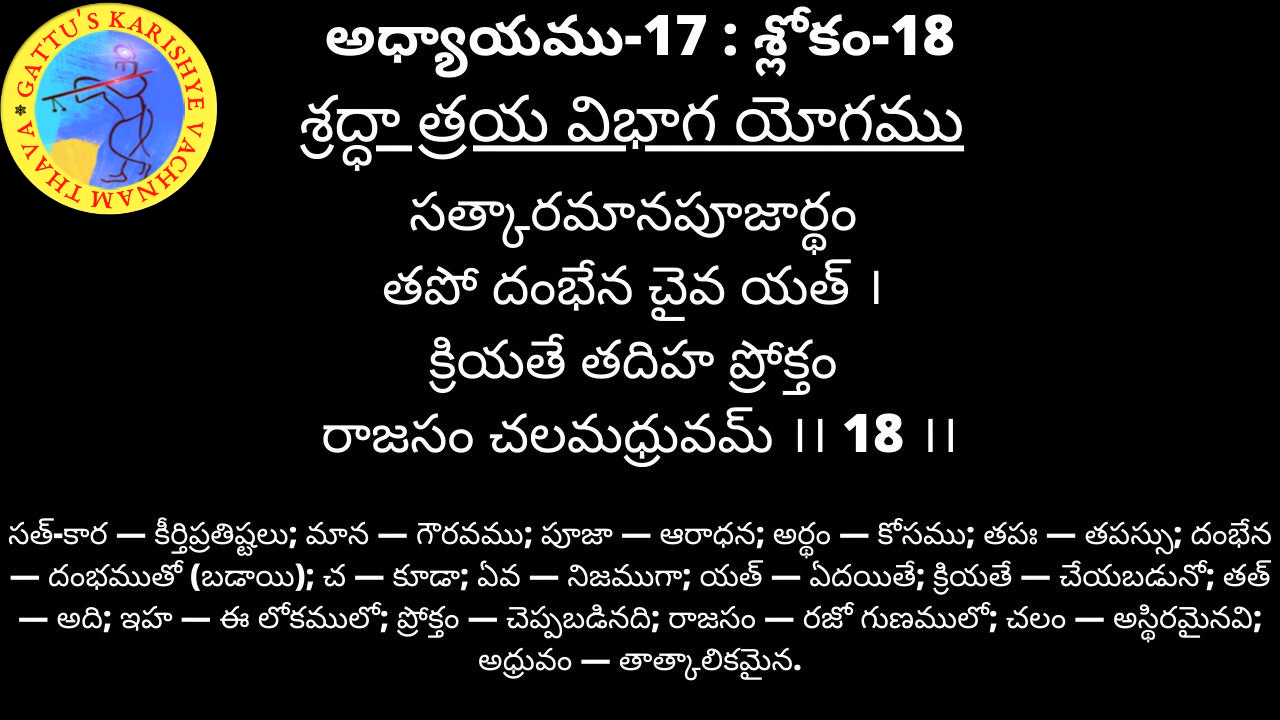 GATTU'S KARISHYE VACHNAM THAVA
అధ్యాయము-17 : శ్లోకం-18
శ్రద్ధా త్రయ విభాగ యోగము
సత్కారమానపూజార్థం
తపో దంభేన చైవ యత్ ।
క్రియతే తదిహ ప్రోక్తం
రాజసం చలమధ్రువమ్ ।। 18 ।।
సత్-కార — కీర్తిప్రతిష్టలు; మాన — గౌరవము; పూజా — ఆరాధన; అర్థం — కోసము; తపః — తపస్సు; దంభేన
— దంభముతో (బడాయి); చ — కూడా; ఏవ — నిజముగా; యత్ — ఏదయితే; క్రియతే — చేయబడునో; తత్
— అది; ఇహ — ఈ లోకములో; ప్రోక్తం — చెప్పబడినది; రాజసం — రజో గుణములో; చలం — అస్థిరమైనవి;
అధ్రువం — తాత్కాలికమైన.